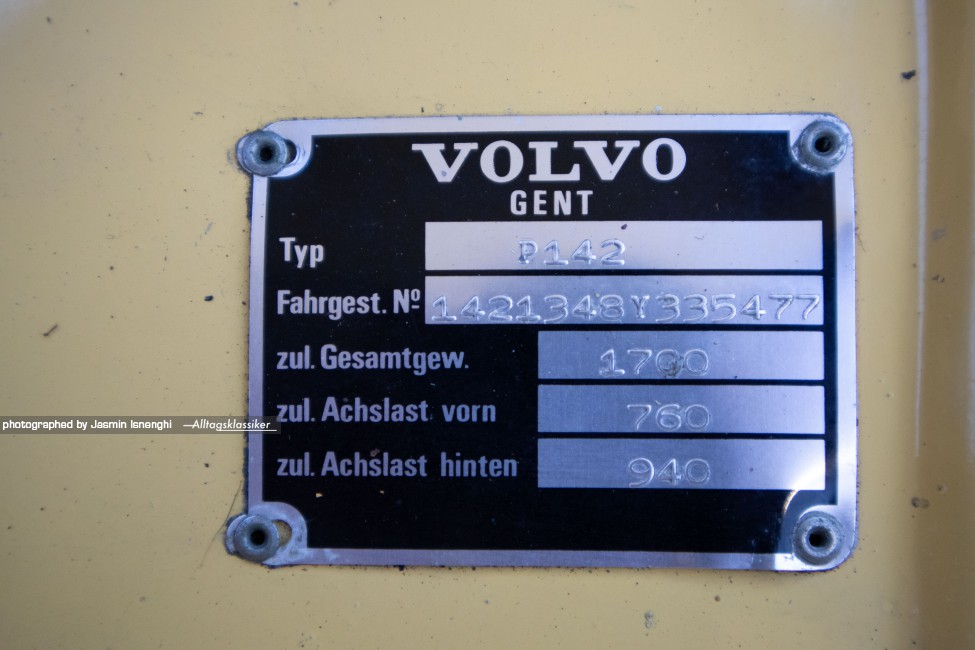 VOLVO
GENT
Typ P142
Fahrgest. Nº 1421348Y335477
zul. Gesamtgew. 1700
zul. Achslast vorn 760
photographed by Jasmin Isnenghi —Alltagsklassiker_
zul. Achslast hinten 940